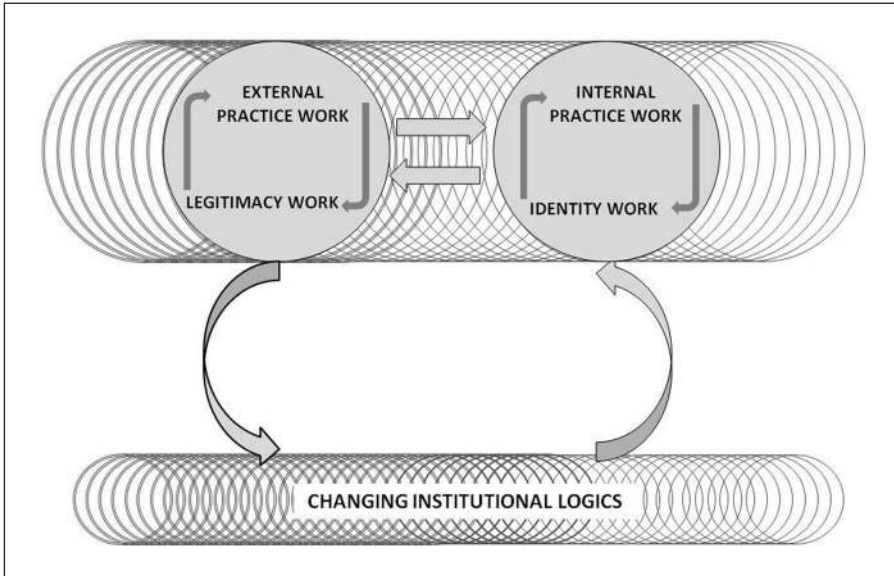 EXTERNAL
PRACTICE WORK
LEGITIMACY WORK
INTERNAL
PRACTICE WORK
IDENTITY WORK
CHANGING INSTITUTIONAL LOGICS